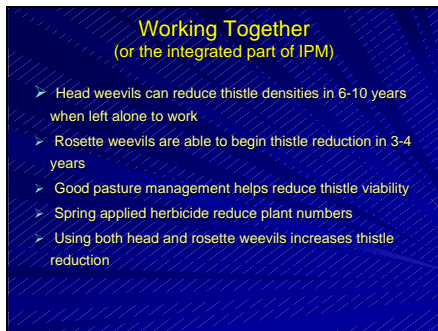 Working Together
(or the integrated part of IPM)
➢ Head weevils can reduce thistle densities in 6-10 years
when left alone to work
➢ Rosette weevils are able to begin thistle reduction in 3-4
years
➢ Good pasture management helps reduce thistle viability
➢ Spring applied herbicide reduce plant numbers
➢ Using both head and rosette weevils increases thistle
reduction